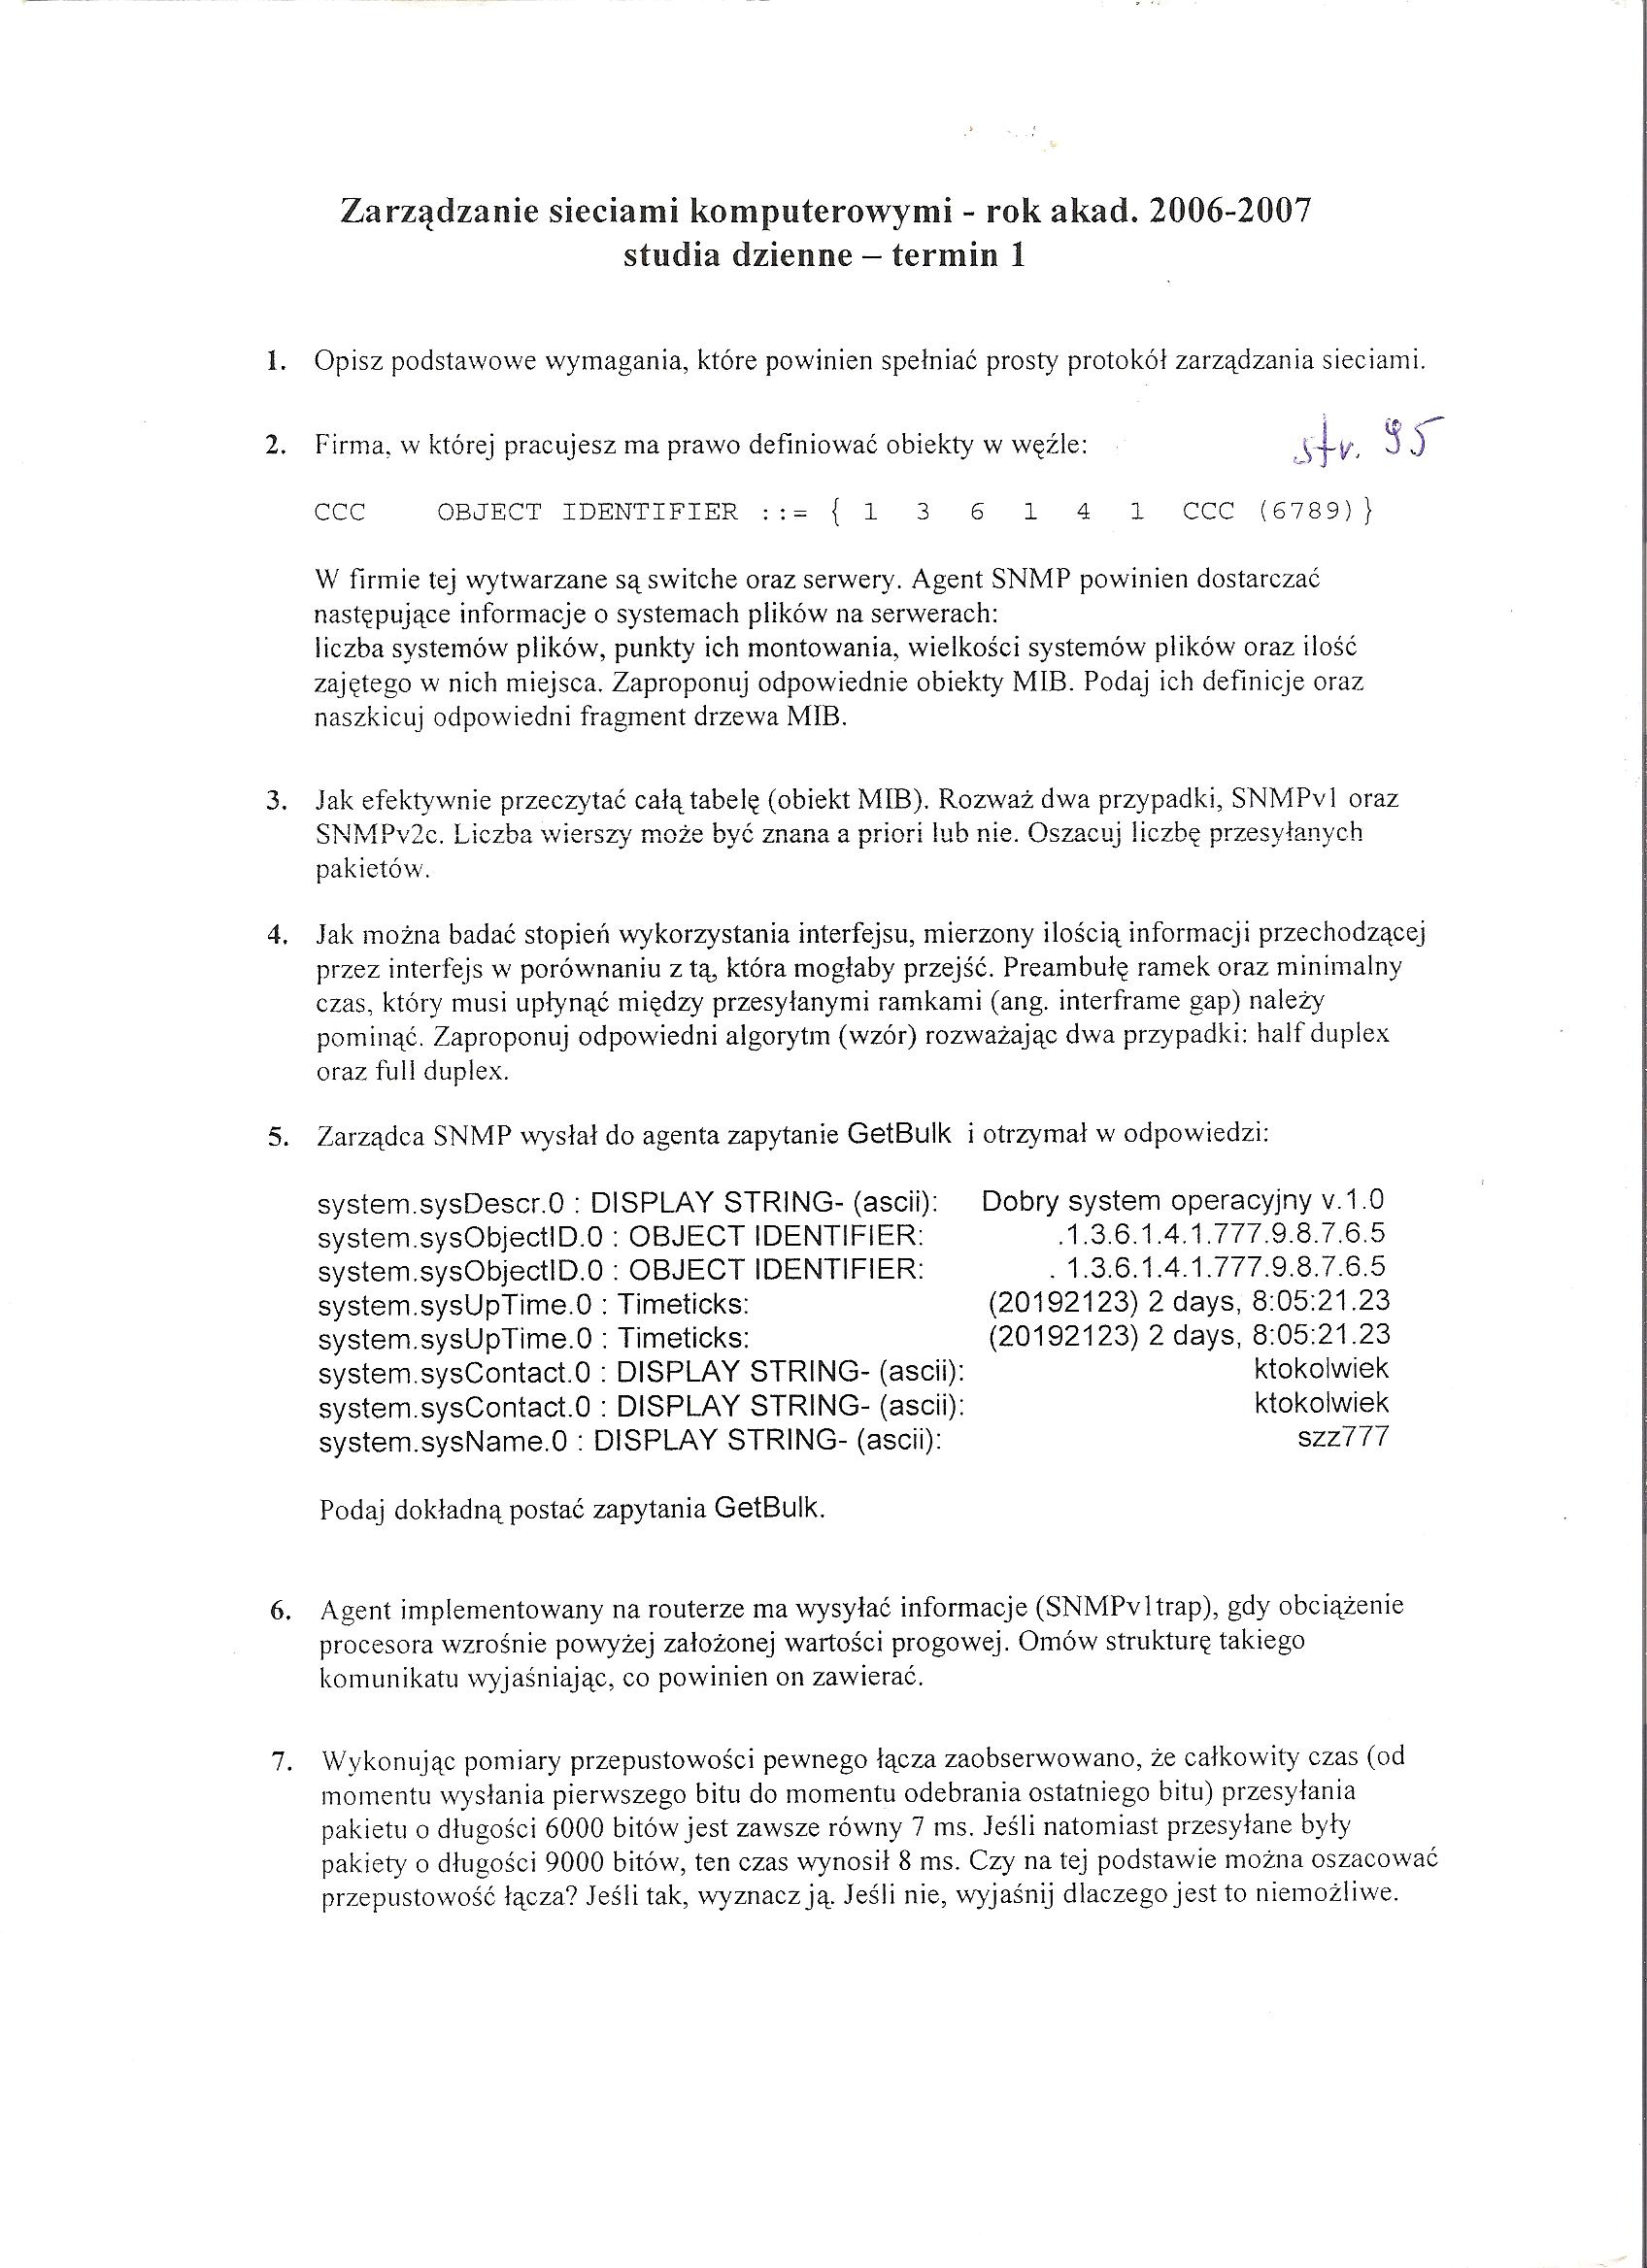 Zarządzanie sieciami komputerowymi - rok akad. 2006-2007
studia dzienne – termin 1
1. Opisz podstawowe wymagania, które powinien spełniać prosty protokół zarządzania sieciami.
2. Firma, w której pracujesz ma prawo definiować obiekty w węźle:
str. 95
CCC OBJECT IDENTIFIER ::= { 1 3 6 1 4 1 CCC (6789)}
W firmie tej wytwarzane są switche oraz serwery. Agent SNMP powinien dostarczać
następujące informacje o systemach plików na serwerach:
liczba systemów plików, punkty ich montowania, wielkości systemów plików oraz ilość
zajętego w nich miejsca. Zaproponuj odpowiednie obiekty MIB. Podaj ich definicje oraz
naszkicuj odpowiedni fragment drzewa MIB.
3. Jak efektywnie przeczytać całą tabelę (obiekt MIB). Rozważ dwa przypadki, SNMPv1 oraz
SNMPv2c. Liczba wierszy może być znana a priori lub nie. Oszacuj liczbę przesyłanych
pakietów.
4. Jak można badać stopień wykorzystania interfejsu, mierzony ilością informacji przechodzącej
przez interfejs w porównaniu z tą, która mogłaby przejść. Preambułę ramek oraz minimalny
czas, który musi upłynąć między przesyłanymi ramkami (ang. interframe gap) należy
pominąć. Zaproponuj odpowiedni algorytm (wzór) rozważając dwa przypadki: half duplex
oraz full duplex.
5. Zarządca SNMP wysłał do agenta zapytanie GetBulk i otrzymał w odpowiedzi:
system.sysDescr.0 : DISPLAY STRING- (ascii): Dobry system operacyjny v.1.0
system.sysObjectID.0 : OBJECT IDENTIFIER: .1.3.6.1.4.1.777.9.8.7.6.5
system.sysObjectID.0 : OBJECT IDENTIFIER: . 1.3.6.1.4.1.777.9.8.7.6.5
system.sysUpTime.0 : Timeticks: (20192123) 2 days, 8:05:21.23
system.sysUpTime.0 : Timeticks: (20192123) 2 days, 8:05:21.23
system.sysContact.0 : DISPLAY STRING- (ascii): ktokolwiek
system.sysContact.0 : DISPLAY STRING- (ascii): ktokolwiek
system.sysName.0 : DISPLAY STRING- (ascii): szz777
Podaj dokładną postać zapytania GetBulk.
6. Agent implementowany na routerze ma wysyłać informacje (SNMPv1trap), gdy obciążenie
procesora wzrośnie powyżej założonej wartości progowej. Omów strukturę takiego
komunikatu wyjaśniając, co powinien on zawierać.
7. Wykonując pomiary przepustowości pewnego łącza zaobserwowano, że całkowity czas (od
momentu wysłania pierwszego bitu do momentu odebrania ostatniego bitu) przesyłania
pakietu o długości 6000 bitów jest zawsze równy 7 ms. Jeśli natomiast przesyłane były
pakiety o długości 9000 bitów, ten czas wynosił 8 ms. Czy na tej podstawie można oszacować
przepustowość łącza? Jeśli tak, wyznacz ją. Jeśli nie, wyjaśnij dlaczego jest to niemożliwe.